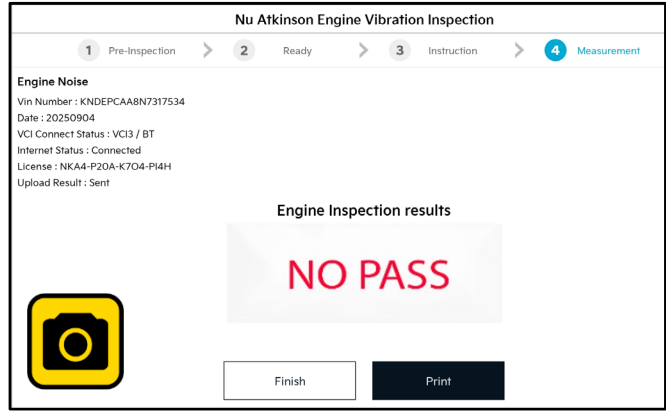 Nu Atkinson Engine Vibration Inspection
1 Pre-Inspection > 2 Ready > 3 Instruction > 4 Measurement
Engine Noise
Vin Number : KNDEPCAA8N7317534
Date : 20250904
VCI Connect Status : VCI3 / BT
Internet Status : Connected
License : NKA4-P20A-K7O4-PI4H
Upload Result : Sent
Engine Inspection results
NO PASS
Finish Print